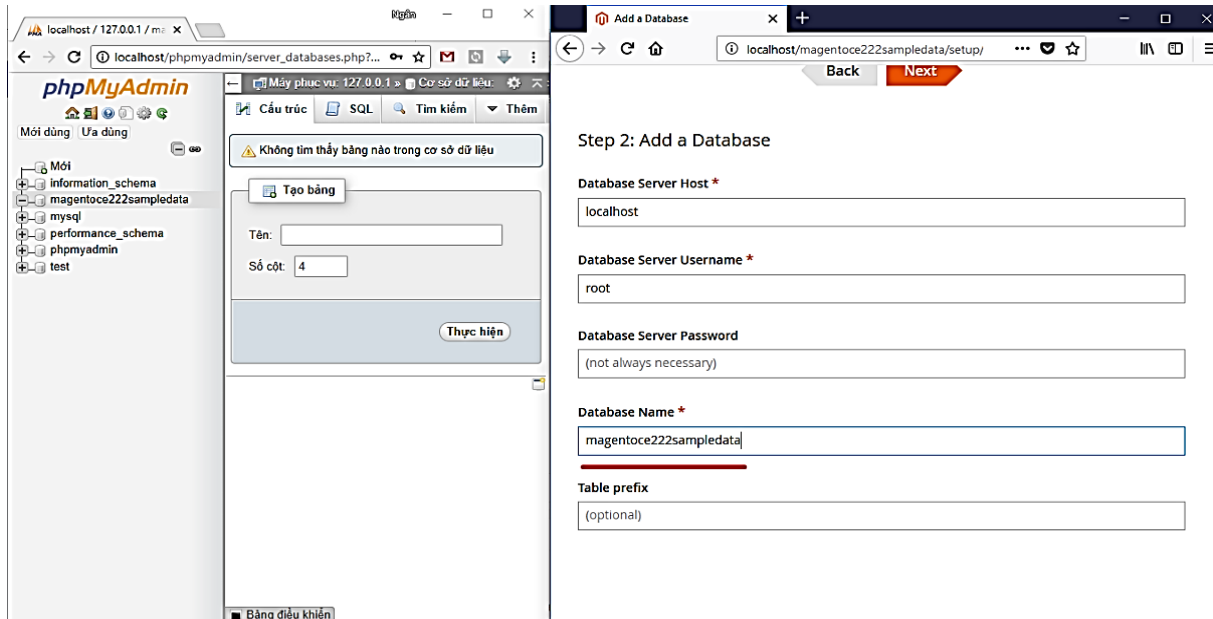 Ngân
localhost / 127.0.0.1 / ma
localhost/phpmyadmin/server_databases.php?...
phpMyAdmin
Mới dùng Ưa dùng
Mới
information_schema
magentoce222sampledata
mysql
performance_schema
phpmyadmin
test
Máy phục vụ: 127.0.0.1 » Cơ sở dữ liệu:
Cấu trúc SQL Tìm kiếm Thêm
Không tìm thấy bảng nào trong cơ sở dữ liệu
Tạo bảng
Tên:
Số cột: 4
Thực hiện
Bảng điều khiển
Add a Database
localhost/magentoce222sampledata/setup/
Back Next
Step 2: Add a Database
Database Server Host *
localhost
Database Server Username *
root
Database Server Password
(not always necessary)
Database Name *
magentoce222sampledata
Table prefix
(optional)